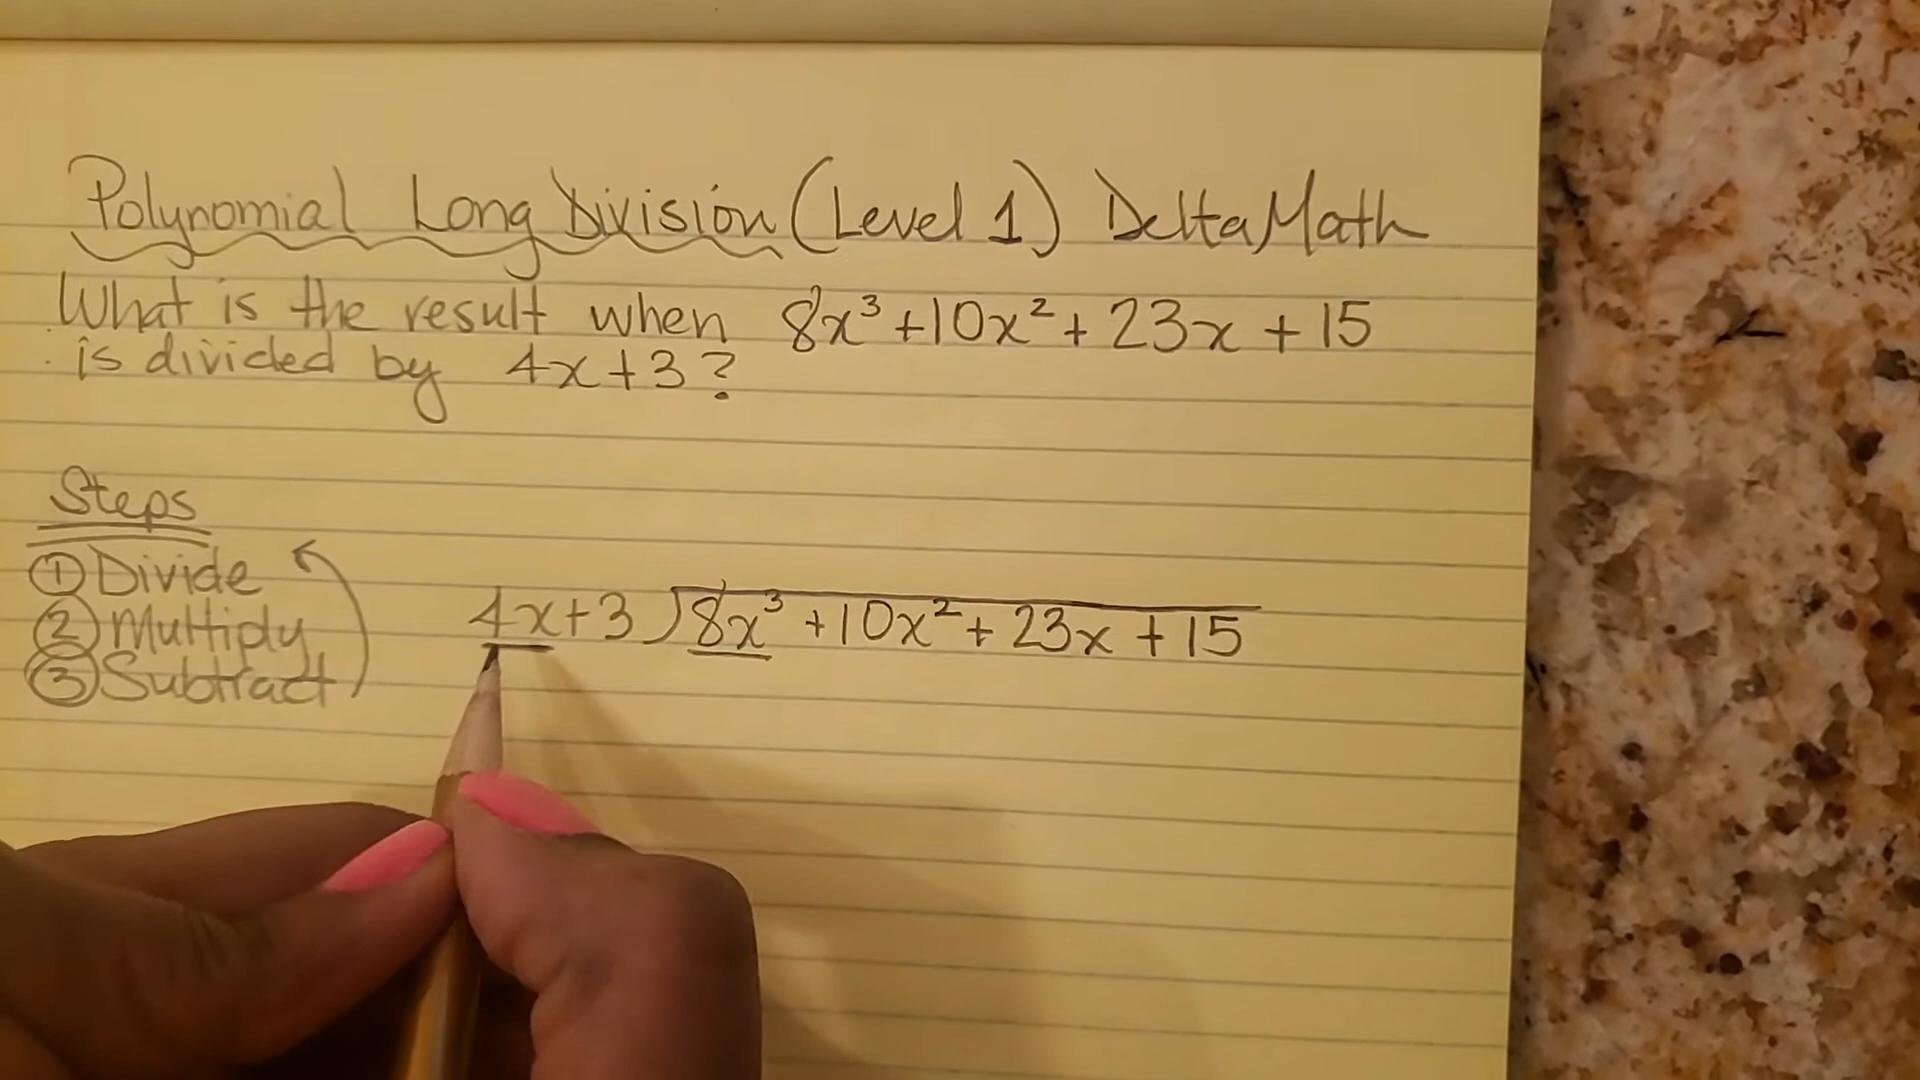 Polynomial Long Division (Level 1) DeltaMath
What is the result when 8x³ + 10x² + 23x + 15
is divided by 4x + 3?
Steps
① Divide
② Multiply
③ Subtract
4x + 3 ) 8x³ + 10x² + 23x + 15